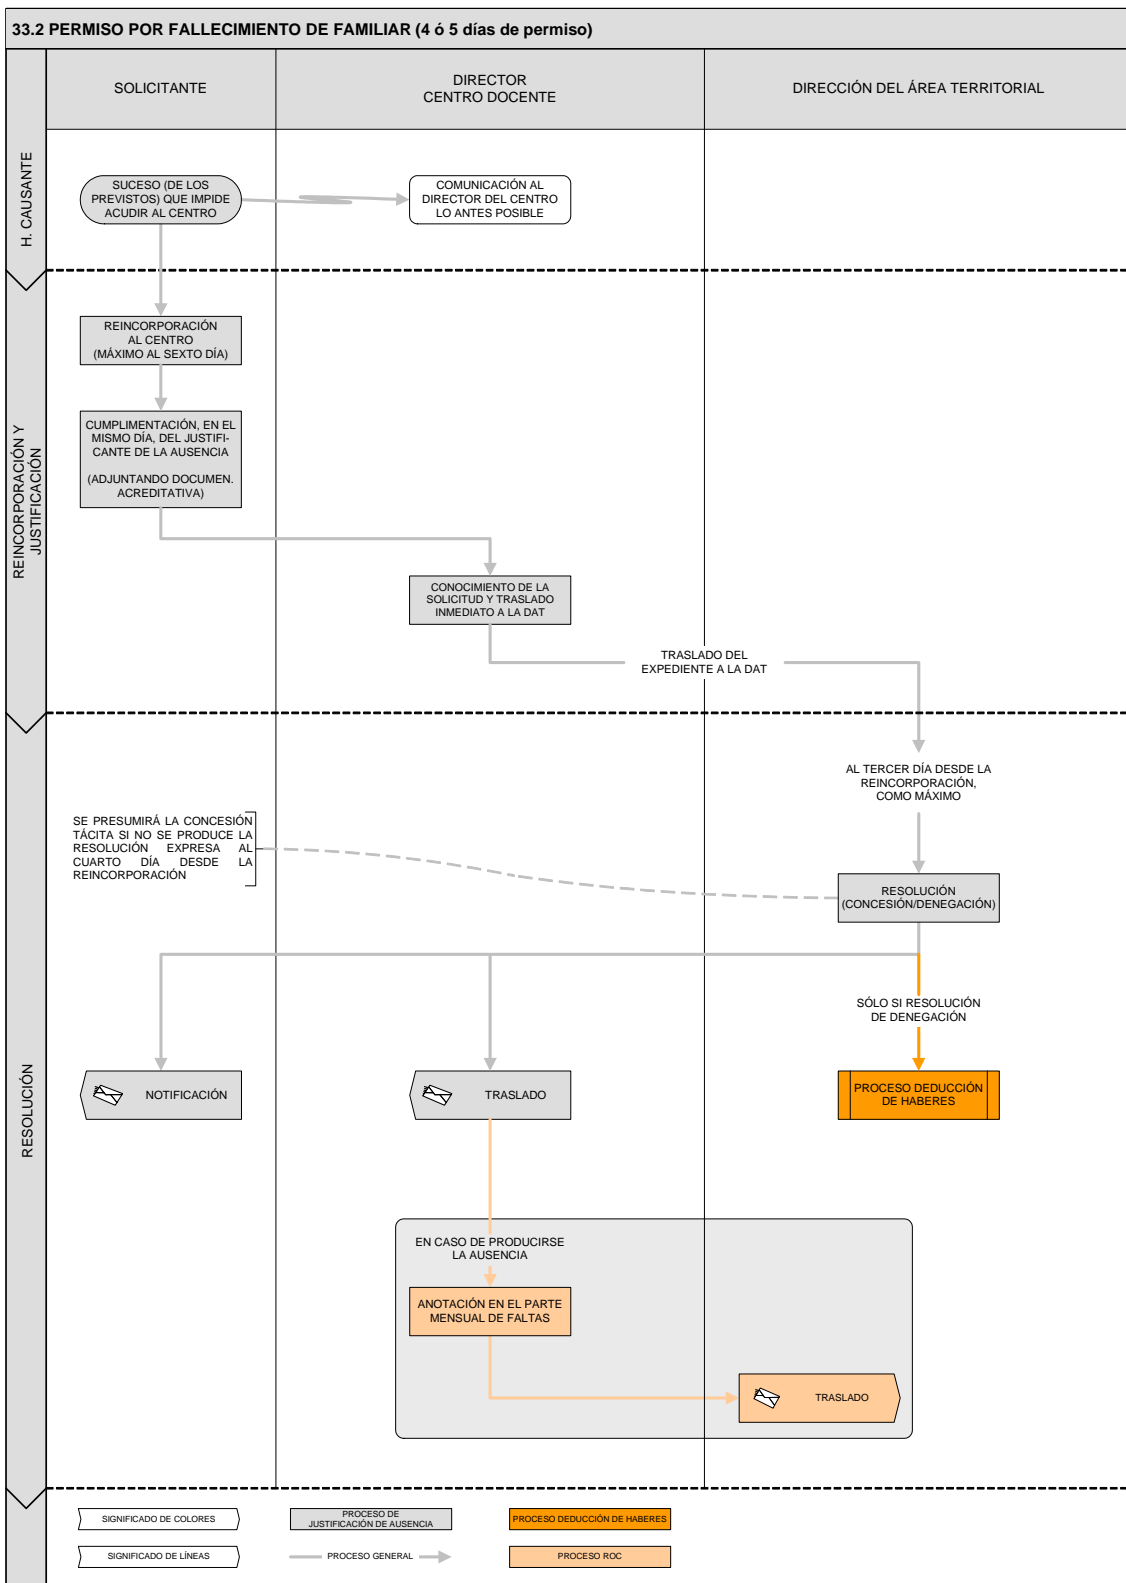 33.2 PERMISO POR FALLECIMIENTO DE FAMILIAR (4 ó 5 días de permiso)
SOLICITANTE
DIRECTOR
CENTRO DOCENTE
DIRECCIÓN DEL ÁREA TERRITORIAL
H. CAUSANTE
SUCESO (DE LOS
PREVISTOS) QUE IMPIDE
ACUDIR AL CENTRO
COMUNICACIÓN AL
DIRECTOR DEL CENTRO
LO ANTES POSIBLE
REINCORPORACIÓN Y
JUSTIFICACIÓN
REINCORPORACIÓN
AL CENTRO
(MÁXIMO AL SEXTO DÍA)
CUMPLIMENTACIÓN, EN EL
MISMO DÍA, DEL JUSTIFI-
CANTE DE LA AUSENCIA
(ADJUNTANDO DOCUMEN.
ACREDITATIVA)
CONOCIMIENTO DE LA
SOLICITUD Y TRASLADO
INMEDIATO A LA DAT
TRASLADO DEL
EXPEDIENTE A LA DAT
RESOLUCIÓN
AL TERCER DÍA DESDE LA
REINCORPORACIÓN,
COMO MÁXIMO
SE PRESUMIRÁ LA CONCESIÓN
TÁCITA SI NO SE PRODUCE LA
RESOLUCIÓN EXPRESA AL
CUARTO DÍA DESDE LA
REINCORPORACIÓN
RESOLUCIÓN
(CONCESIÓN/DENEGACIÓN)
SÓLO SI RESOLUCIÓN
DE DENEGACIÓN
NOTIFICACIÓN
TRASLADO
PROCESO DEDUCCIÓN
DE HABERES
EN CASO DE PRODUCIRSE
LA AUSENCIA
ANOTACIÓN EN EL PARTE
MENSUAL DE FALTAS
TRASLADO
SIGNIFICADO DE COLORES
PROCESO DE
JUSTIFICACIÓN DE AUSENCIA
PROCESO DEDUCCIÓN DE HABERES
SIGNIFICADO DE LÍNEAS
PROCESO GENERAL
PROCESO ROC